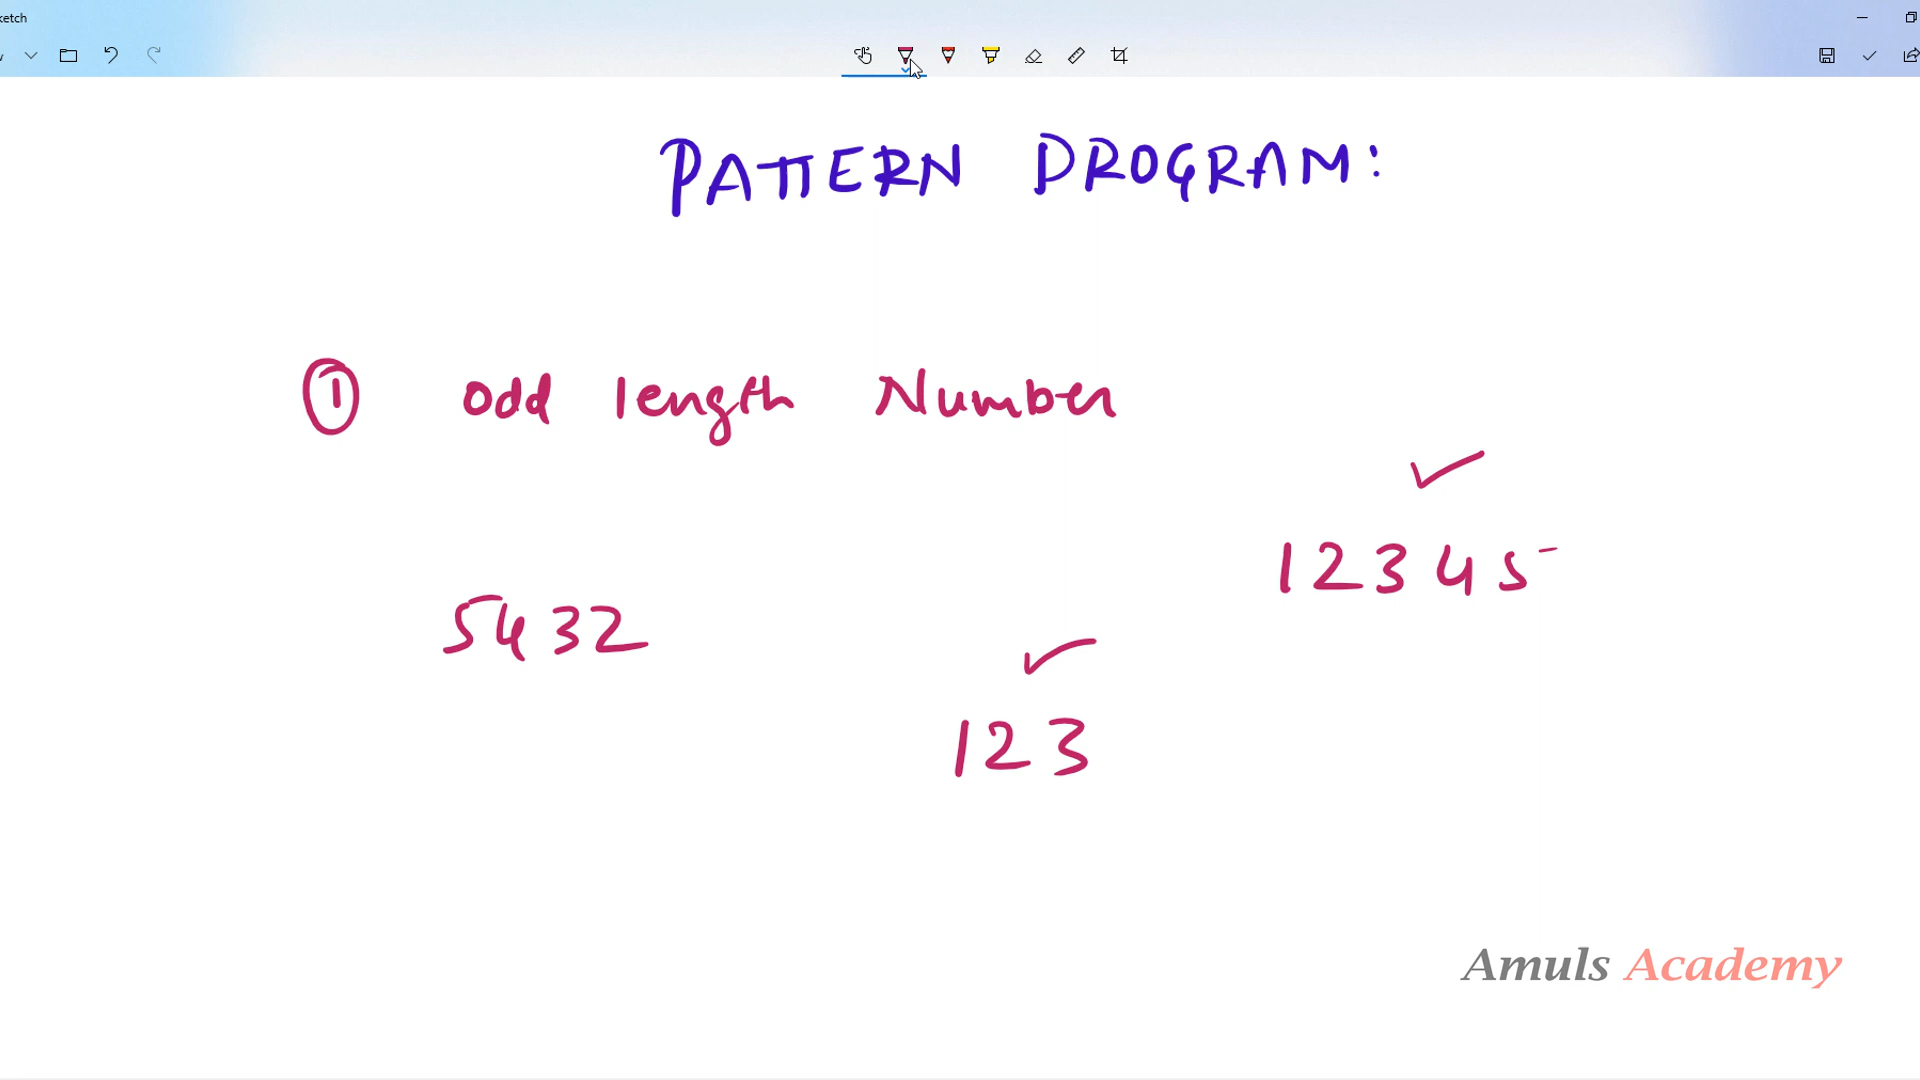 ketch
PATTERN PROGRAM:
① Odd length Number
12345
5432
123
Amuls Academy